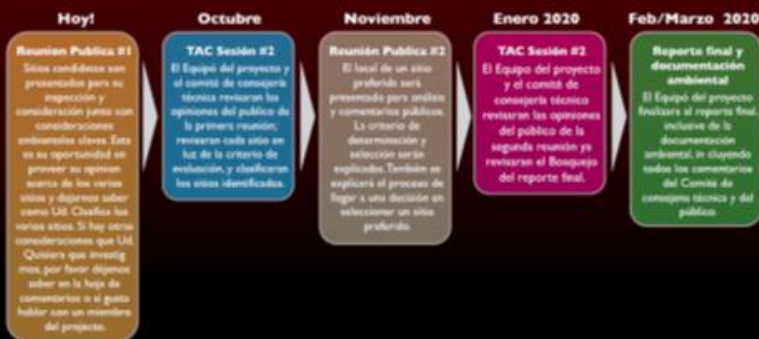 Hoy!
Reunion Publica #1
Sitios candidatos son
presentados para su
inspección y
consideración junto con
consideraciones
ambientales claves. Esta
es su oportunidad en
proveer su opinion
acerca de los varios
sitios y dejarnos saber
como Ud. Clasifica los
varios sitios. Si hay otras
consideraciones que Ud.
Quisiera que investig
mos, por favor déjenos
saber en la hoja de
comentarios o si gusta
hablar con un miembro
del projecto.
Octubre
TAC Sesión #2
El Equipó del proyecto y
el comité de consejería
técnica revisaran las
opiniones del publico de
la primera reunión;
revisaran cada sitio en
luz de la criterio de
evaluación, y clasificaran
los sitios identificados.
Noviembre
Reunión Publica #2
El local de un sitio
preferido será
presentado para análisis
y comentarios publicos.
La criterio de
determinación y
selección serán
explicados. También se
explicará el proceso de
llegar a una decisión en
seleccionar un sitio
preferido.
Enero 2020
TAC Sesión #2
El Equipo del proyecto
y el comité de
consejería técnico
revisaran las opiniones
del público de la
segunda reunión ya
revisaran el Bosquejo
del reporte final.
Feb/Marzo 2020
Reporte final y
documentación
ambiental
El Equipó del proyecto
finalizara el reporte final,
inclusive de la
documentación
ambiental, in cluyendo
todos los comentarios
del Comité de
consejería técnica y del
público.